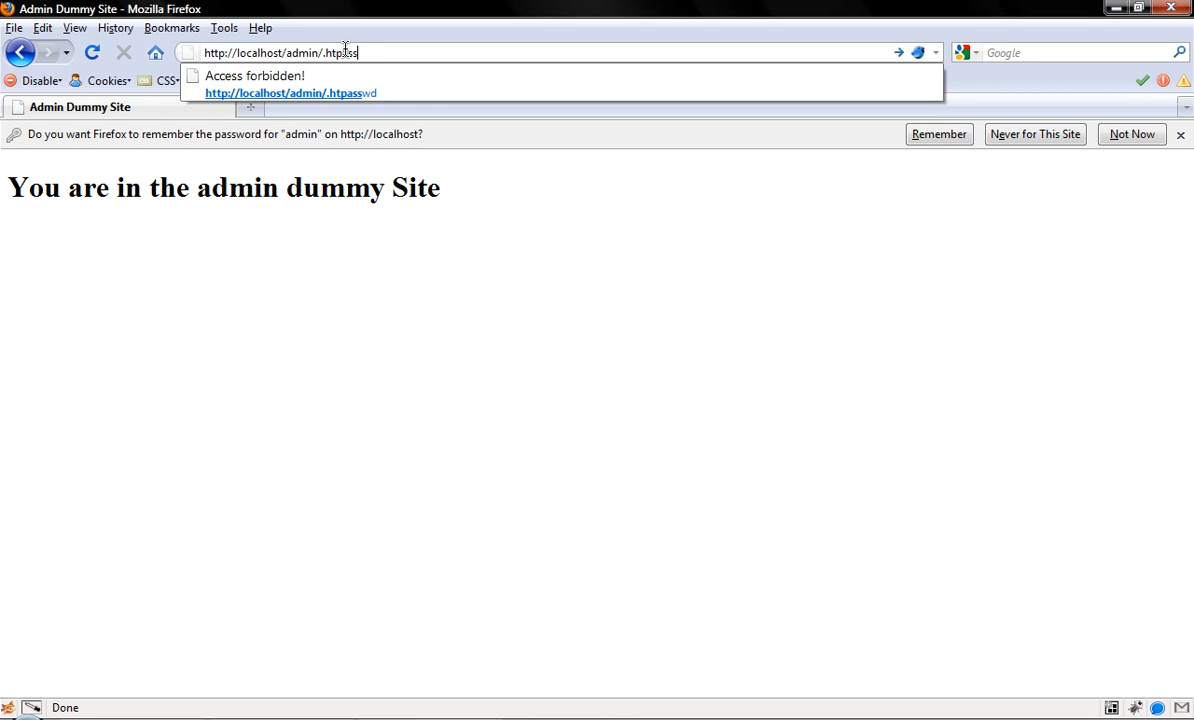 Admin Dummy Site - Mozilla Firefox
File Edit View History Bookmarks Tools Help
http://localhost/admin/.htpass
Google
Access forbidden!
http://localhost/admin/.htpasswd
Disable Cookies CSS
Admin Dummy Site
Do you want Firefox to remember the password for "admin" on http://localhost? Remember Never for This Site Not Now
You are in the admin dummy Site
Done